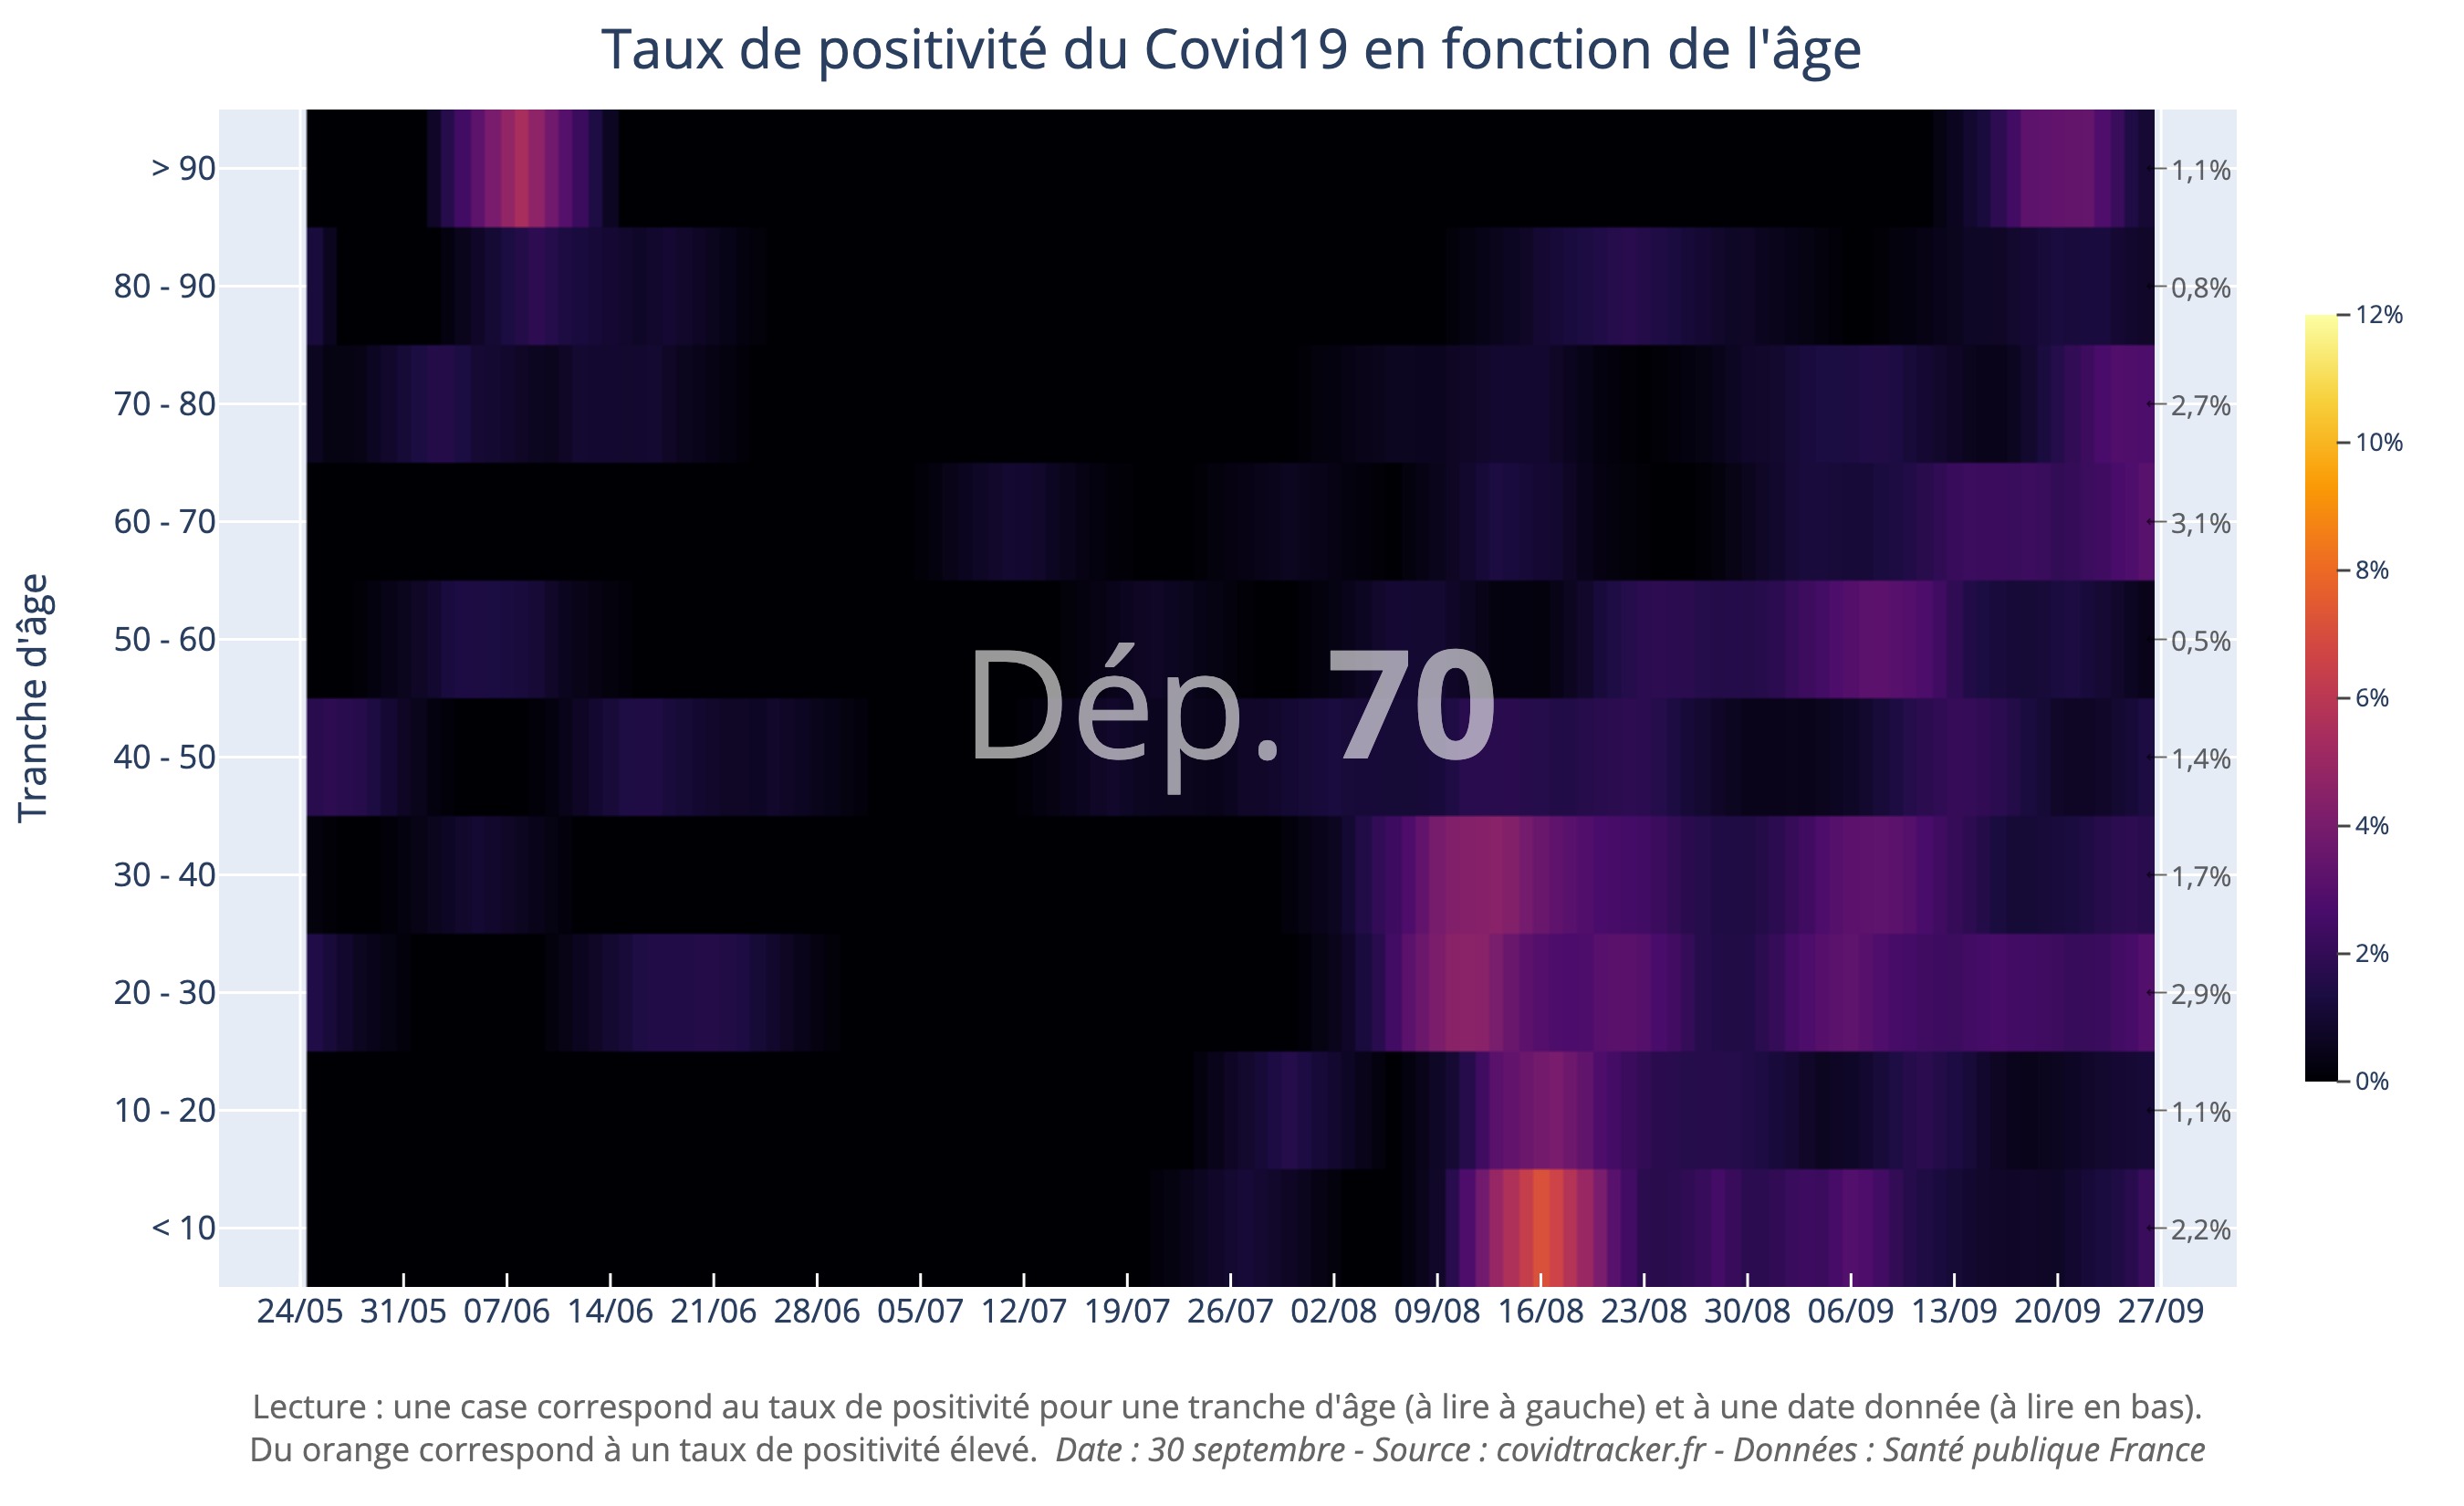 Taux de positivité du Covid19 en fonction de l'âge
Tranche d'âge
> 90
80 - 90
70 - 80
60 - 70
50 - 60
40 - 50
30 - 40
20 - 30
10 - 20
< 10
Dép. 70
1,1%
0,8%
2,7%
3,1%
0,5%
1,4%
1,7%
2,9%
1,1%
2,2%
12%
10%
8%
6%
4%
2%
0%
24/05 31/05 07/06 14/06 21/06 28/06 05/07 12/07 19/07 26/07 02/08 09/08 16/08 23/08 30/08 06/09 13/09 20/09 27/09
Lecture : une case correspond au taux de positivité pour une tranche d'âge (à lire à gauche) et à une date donnée (à lire en bas).
Du orange correspond à un taux de positivité élevé. Date : 30 septembre - Source : covidtracker.fr - Données : Santé publique France